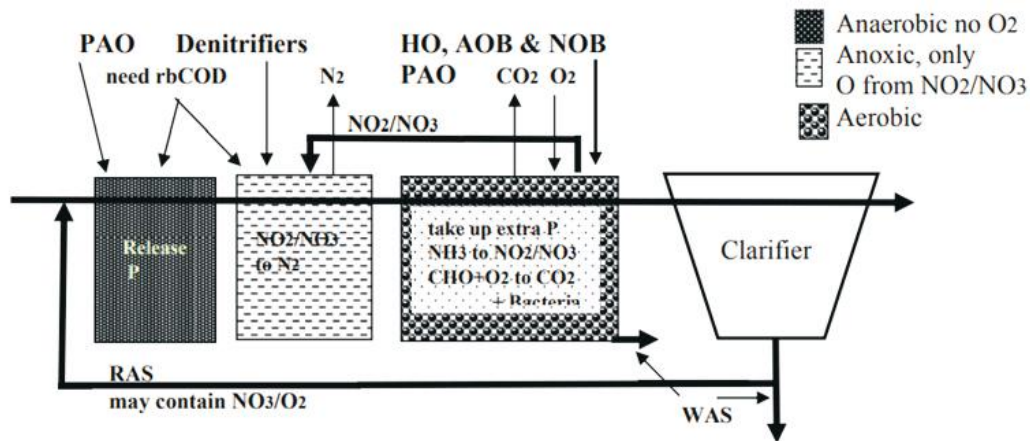 PAO Denitrifiers
need rbCOD
N2
HO, AOB & NOB
PAO CO2 O2
NO2/NO3
Anaerobic no O2
Anoxic, only
O from NO2/NO3
Aerobic
Release
P
NO2/NO3
to N2
take up extra P
NH3 to NO2/NO3
CHO+O2 to CO2
+ Bacteria
Clarifier
RAS
may contain NO3/O2
WAS